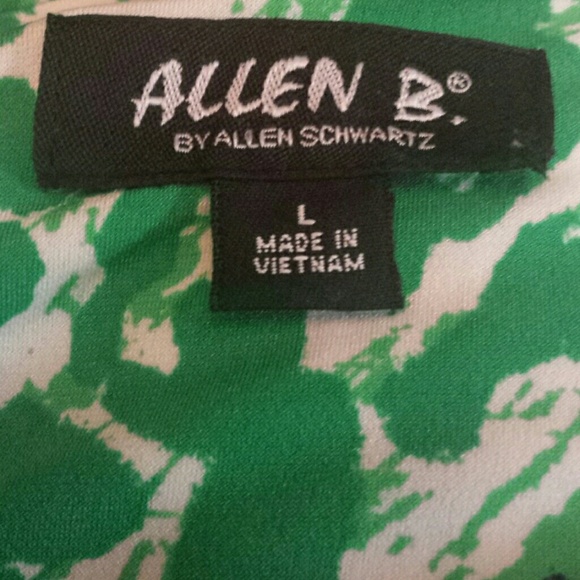 ALLEN B.®
BY ALLEN SCHWARTZ
L
MADE IN
VIETNAM